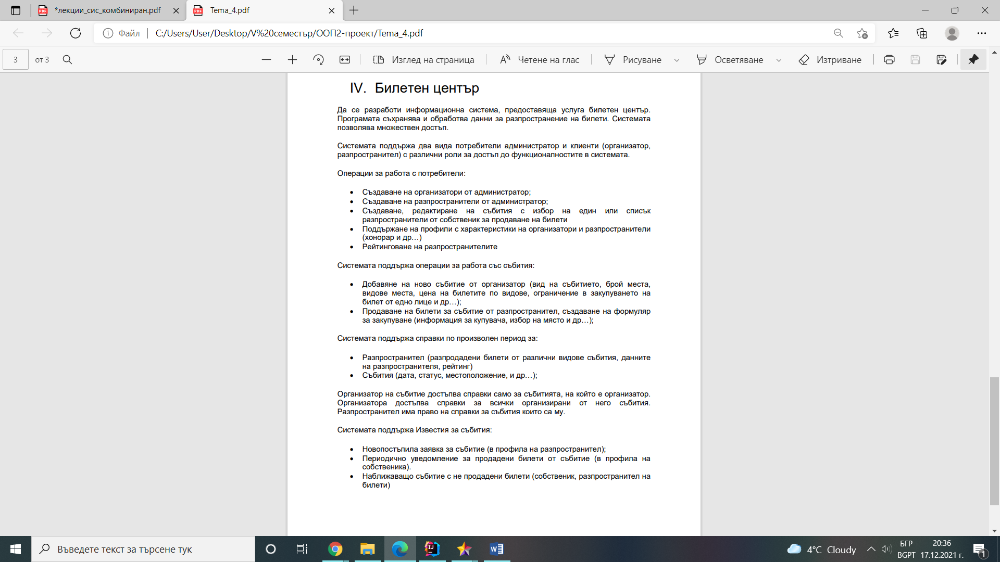 *лекции_сис_комбиниран.pdf
Tema_4.pdf
Файл
C:/Users/User/Desktop/V%20семестър/ООП2-проект/Tema_4.pdf
3
от 3
Изглед на страница
Четене на глас
Рисуване
Осветяване
Изтриване
IV. Билетен център
Да се разработи информационна система, предоставяща услуга билетен център.
Програмата съхранява и обработва данни за разпространение на билети. Системата
позволява множествен достъп.
Системата поддържа два вида потребители администратор и клиенти (организатор,
разпространител) с различни роли за достъп до функционалностите в системата.
Операции за работа с потребители:
• Създаване на организатори от администратор;
• Създаване на разпространители от администратор;
• Създаване, редактиране на събития с избор на един или списък
разпространители от собственик за продаване на билети
• Поддържане на профили с характеристики на организатори и разпространители
(хонорар и др…)
• Рейтинговане на разпространителите
Системата поддържа операции за работа със събития:
• Добавяне на ново събитие от организатор (вид на събитието, брой места,
видове места, цена на билетите по видове, ограничение в закупуването на
билет от едно лице и др…);
• Продаване на билети за събитие от разпространител, създаване на формуляр
за закупуване (информация за купувача, избор на място и др…);
Системата поддържа справки по произволен период за:
• Разпространител (разпродадени билети от различни видове събития, данните
на разпространителя, рейтинг)
• Събития (дата, статус, местоположение, и др…);
Организатор на събитие достъпва справки само за събитията, на който е организатор.
Организатора достъпва справки за всички организирани от него събития.
Разпространител има право на справки за събития които са му.
Системата поддържа Известия за събития:
• Новопостъпила заявка за събитие (в профила на разпространител);
• Периодично уведомление за продадени билети от събитие (в профила на
собственика).
• Наближаващо събитие с не продадени билети (собственик, разпространител на
билети)
Въведете текст за търсене тук
4°C Cloudy
БГР
BGPT
20:36
17.12.2021 г.
1